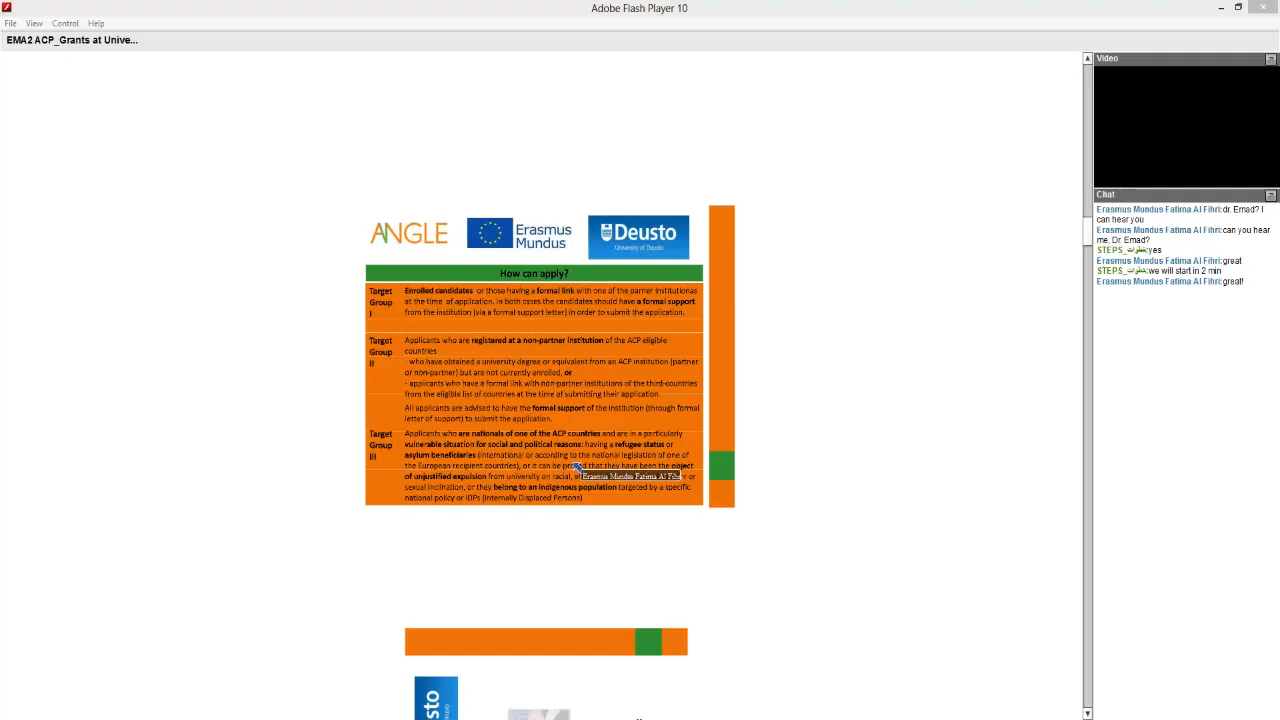 Adobe Flash Player 10
File View Control Help
EMA2 ACP_Grants at Unive...
Video
Chat
Erasmus Mundus Fatima Al Fihri:dr. Emad? I
can hear you
Erasmus Mundus Fatima Al Fihri:can you hear
me, Dr. Emad?
STEPS_خطوات:yes
Erasmus Mundus Fatima Al Fihri:great
STEPS_خطوات:we will start in 2 min
Erasmus Mundus Fatima Al Fihri:great!
ANGLE
Erasmus
Mundus
Deusto
University of Deusto
How can apply?
Target
Group
I
Enrolled candidates or those having a formal link with one of the parner institutionas
at the time of application. In both cases the candidates should have a formal support
from the institution (via a formal support letter) in order to submit the application.
Target
Group
II
Applicants who are registered at a non-partner institution of the ACP eligible
countries
- who have obtained a university degree or equivalent from an ACP institution (partner
or non-partner) but are not currently enrolled, or
- applicants who have a formal link with non-partner institutions of the third-countries
from the eligible list of countries at the time of submitting their application
All applicants are advised to have the formal support of the institution (through formal
letter of support) to submit the application.
Target
Group
III
Applicants who are nationals of one of the ACP countries and are in a particularly
vulnerable situation for social and political reasons: having a refugee status or
asylum beneficiaries (international or according to the national legislation of one of
the European recipient countries), or it can be that they have been the object
of unjustified expulsion from university on racial, or
Erasmus Mundus Fatima Al Fihri
sexual inclination, or they belong to an indigenous population targeted by a specific
national policy or IDPs (Internally Displaced Persons)
usto
Deusto